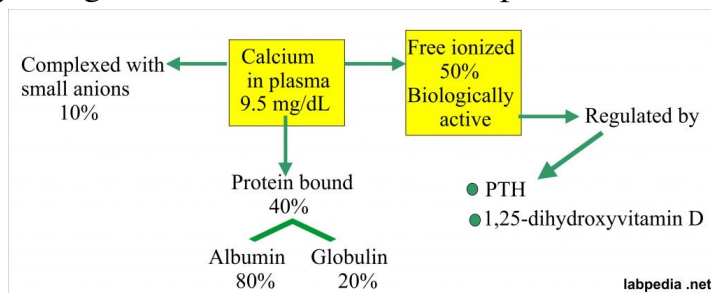 Complexed with
small anions
10%
Calcium
in plasma
9.5 mg/dL
Free ionized
50%
Biologically
active
Regulated by
PTH
1,25-dihydroxyvitamin D
Protein bound
40%
Albumin
80%
Globulin
20%
labpedia .net